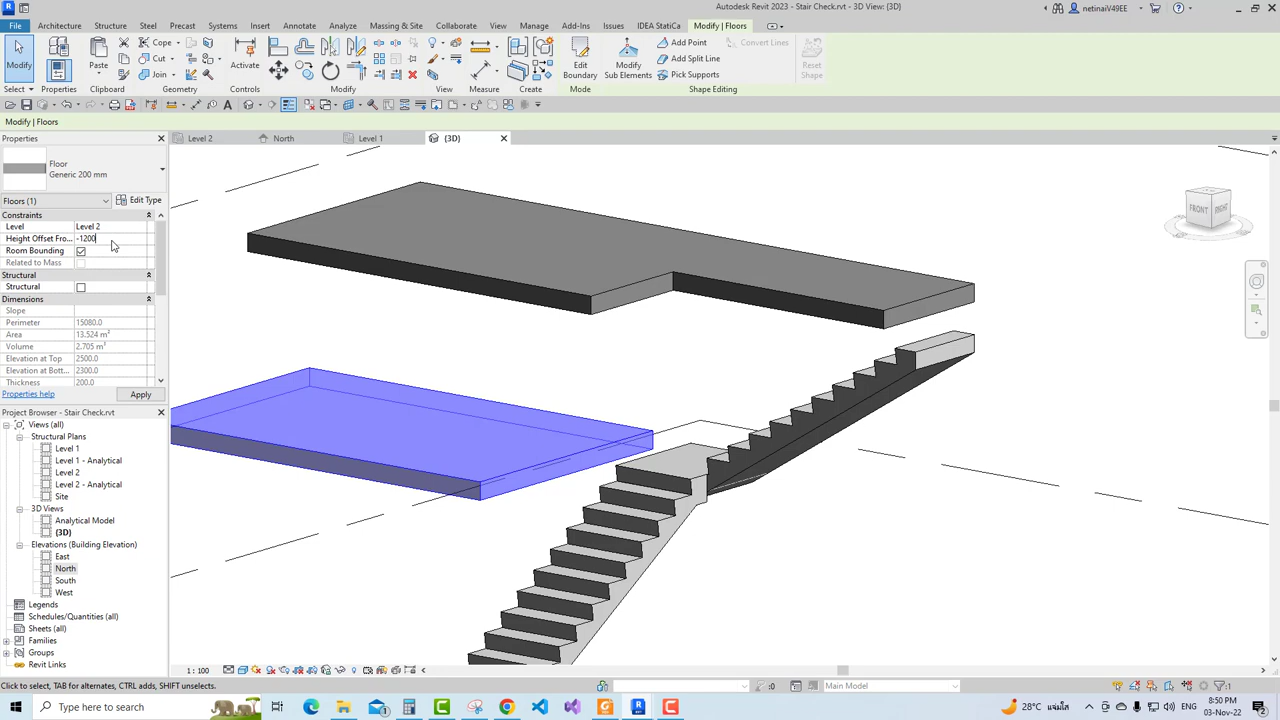 Autodesk Revit 2023 - Stair Check.rvt - 3D View: {3D}
netinaiV49EE
File Architecture Structure Steel Precast Systems Insert Annotate Analyze Massing & Site Collaborate View Manage Add-Ins Issues IDEA StatiCa Modify | Floors
Modify Paste Cope Cut Join Activate Edit Boundary Modify Sub Elements Add Point Add Split Line Pick Supports Convert Lines Reset Shape
Select Properties Clipboard Geometry Controls Modify View Measure Create Mode Shape Editing
Modify | Floors
Properties
Level 2 North Level 1 {3D}
Floor
Generic 200 mm
Floors (1) Edit Type
Constraints
Level Level 2
Height Offset Fro... -1200
Room Bounding
Related to Mass
Structural
Structural
Dimensions
Slope
Perimeter 15080.0
Area 13.524 m²
Volume 2.705 m³
Elevation at Top 2500.0
Elevation at Bott... 2300.0
Thickness 200.0
Properties help Apply
FRONT RIGHT
Project Browser - Stair Check.rvt
Views (all)
Structural Plans
Level 1
Level 1 - Analytical
Level 2
Level 2 - Analytical
Site
3D Views
Analytical Model
{3D}
Elevations (Building Elevation)
East
North
South
West
Legends
Schedules/Quantities (all)
Sheets (all)
Families
Groups
Revit Links
1 : 100
Click to select, TAB for alternates, CTRL adds, SHIFT unselects.
:0 Main Model :1
Type here to search
28°C
ENG
8:50 PM
03-Nov-22